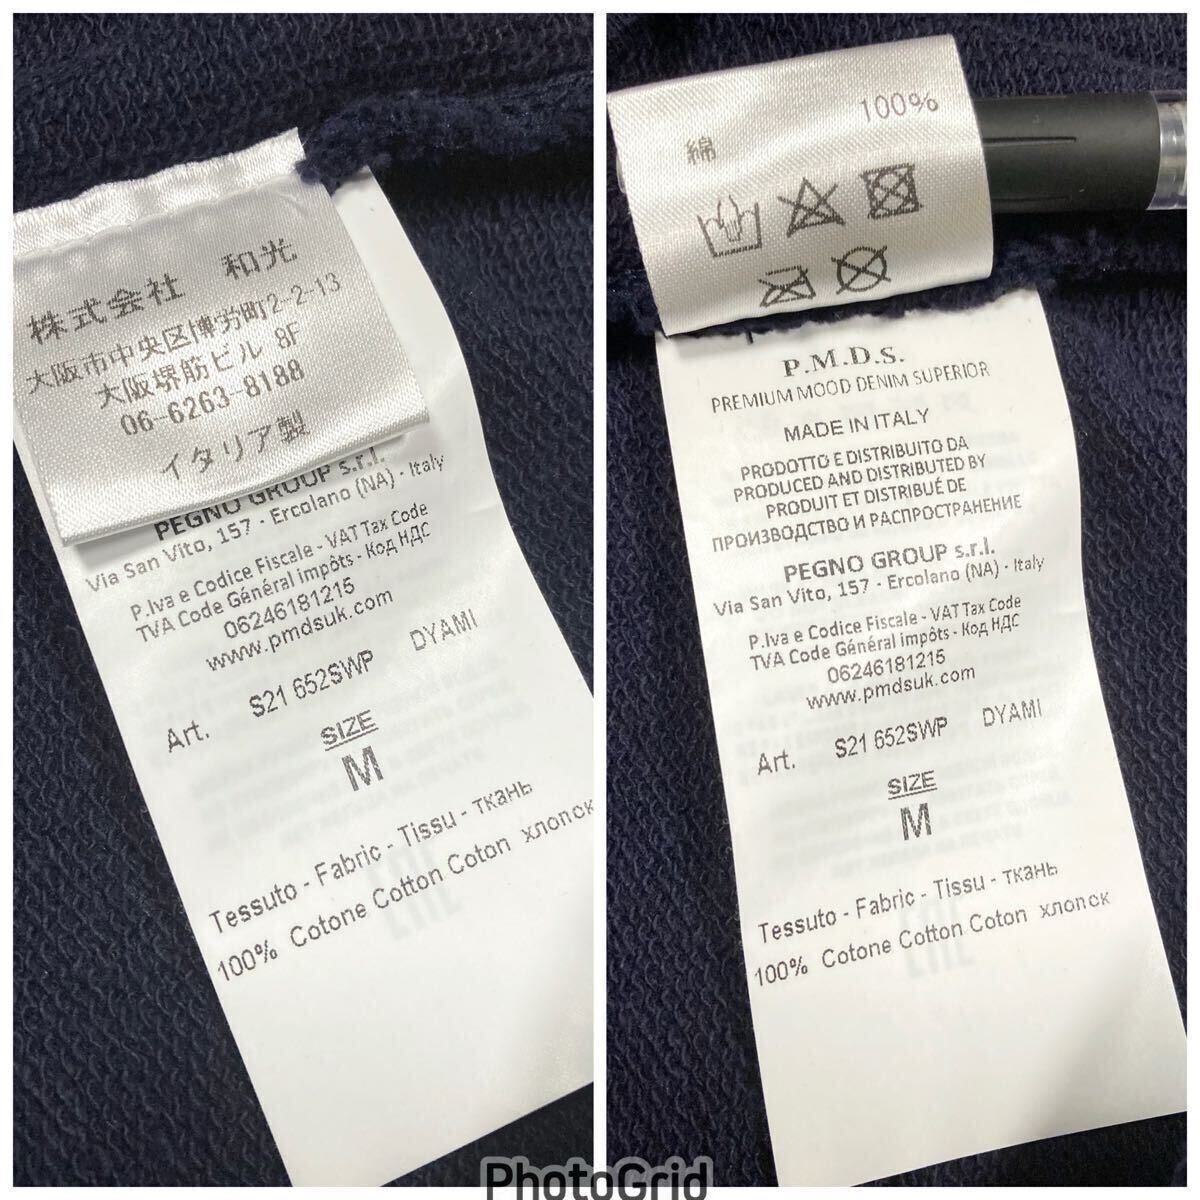 株式会社 和光
大阪市中央区博労町2-2-13
大阪堺筋ビル 8F
06-6263-8188
イタリア製
PEGNO GROUP s.r.l.
Via San Vito, 157 - Ercolano (NA) - Italy
P.Iva e Codice Fiscale - VAT Tax Code
TVA Code Général impôts - Код НДС
06246181215
www.pmdsuk.com
Art. S21 652SWP DYAMI
SIZE
M
Tessuto - Fabric - Tissu - ткань
100% Cotone Cotton Coton хлопок
綿 100%
P.M.D.S.
PREMIUM MOOD DENIM SUPERIOR
MADE IN ITALY
PRODOTTO E DISTRIBUITO DA
PRODUCED AND DISTRIBUTED BY
PRODUIT ET DISTRIBUÉ DE
ПРОИЗВОДСТВО И РАСПРОСТРАНЕНИЕ
PEGNO GROUP s.r.l.
Via San Vito, 157 - Ercolano (NA) - Italy
P.Iva e Codice Fiscale - VAT Tax Code
TVA Code Général impôts - Код НДС
06246181215
www.pmdsuk.com
Art. S21 652SWP DYAMI
SIZE
M
Tessuto - Fabric - Tissu - ткань
100% Cotone Cotton Coton хлопок
PhotoGrid